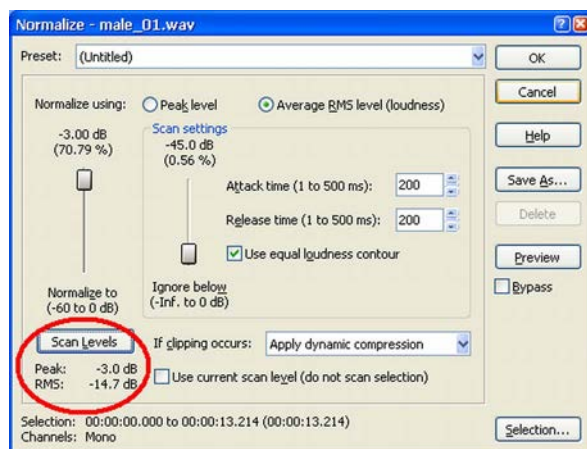 Normalize - male_01.wav
Preset: (Untitled)
OK
Cancel
Help
Save As...
Delete
Preview
Bypass
Normalize using: Peak level Average RMS level (loudness)
-3.00 dB
(70.79 %)
Scan settings
-45.0 dB
(0.56 %)
Attack time (1 to 500 ms): 200
Release time (1 to 500 ms): 200
Use equal loudness contour
Normalize to
(-60 to 0 dB)
Ignore below
(-Inf. to 0 dB)
Scan Levels
If clipping occurs: Apply dynamic compression
Peak: -3.0 dB
RMS: -14.7 dB
Use current scan level (do not scan selection)
Selection: 00:00:00.000 to 00:00:13.214 (00:00:13.214)
Channels: Mono
Selection...